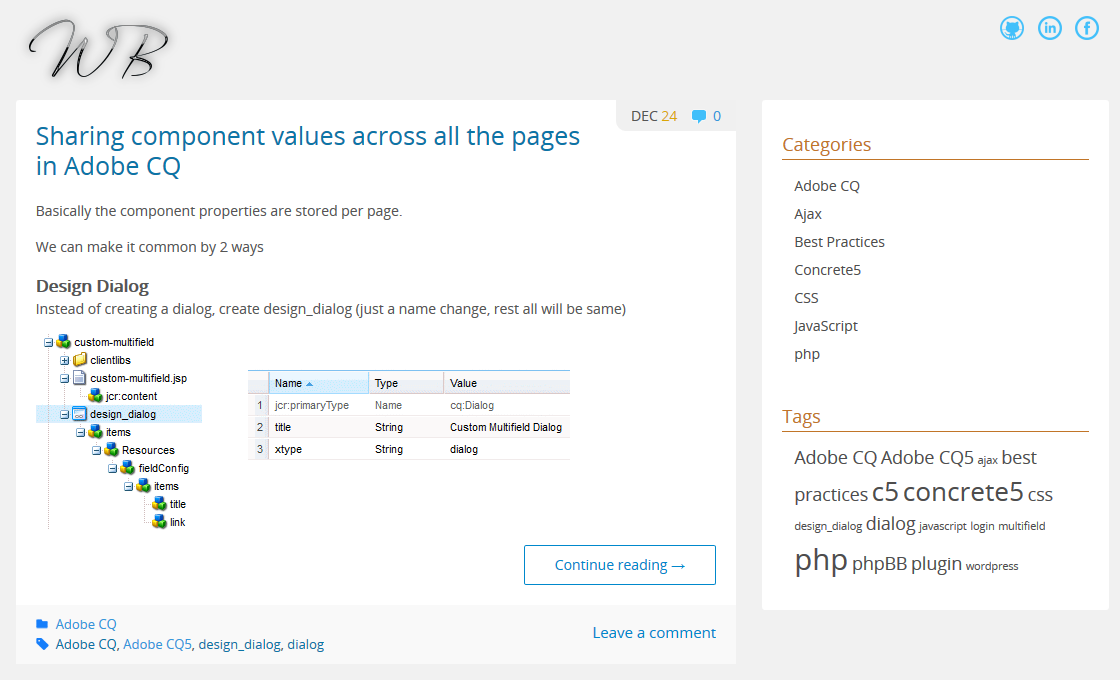 WB
DEC 24 0
Sharing component values across all the pages
in Adobe CQ
Basically the component properties are stored per page.
We can make it common by 2 ways
Design Dialog
Instead of creating a dialog, create design_dialog (just a name change, rest all will be same)
custom-multifield
clientlibs
custom-multifield.jsp
jcr:content
design_dialog
items
Resources
fieldConfig
items
title
link
Name Type Value
1 jcr:primaryType Name cq:Dialog
2 title String Custom Multifield Dialog
3 xtype String dialog
Continue reading →
Adobe CQ
Adobe CQ, Adobe CQ5, design_dialog, dialog
Leave a comment
Categories
Adobe CQ
Ajax
Best Practices
Concrete5
CSS
JavaScript
php
Tags
Adobe CQ Adobe CQ5 ajax best
practices c5 concrete5 css
design_dialog dialog javascript login multifield
php phpBB plugin wordpress